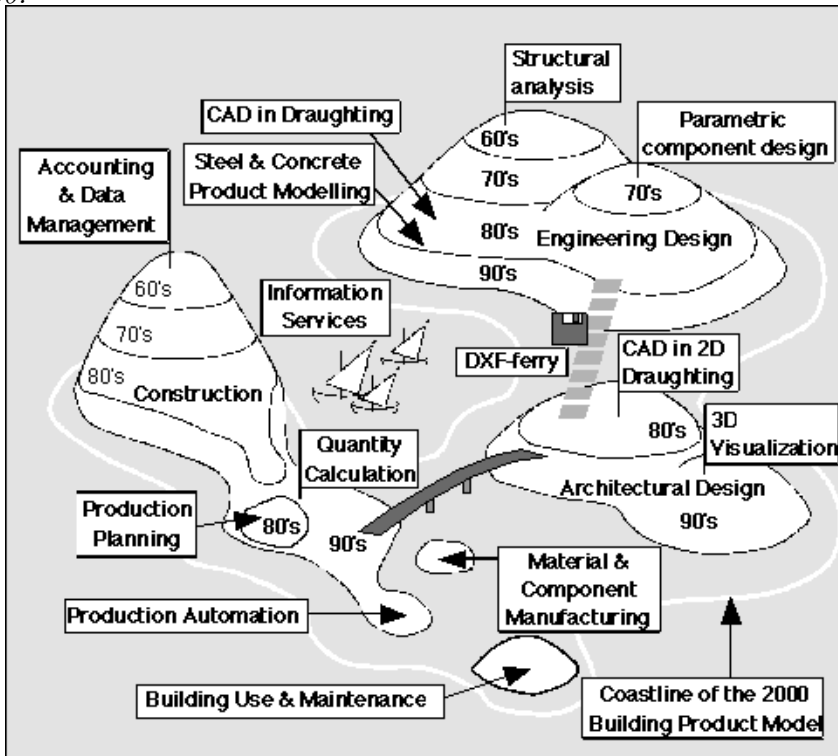 Structural
analysis
CAD in Draughting
Parametric
component design
Steel & Concrete
Product Modelling
Accounting
& Data
Management
60's
70's
80's
90's
70's
Engineering Design
60's
70's
80's
Construction
Information
Services
DXF-ferry
CAD in 2D
Draughting
80's
3D
Visualization
Architectural Design
90's
Quantity
Calculation
Production
Planning
80's
90's
Material &
Component
Manufacturing
Production Automation
Building Use & Maintenance
Coastline of the 2000
Building Product Model